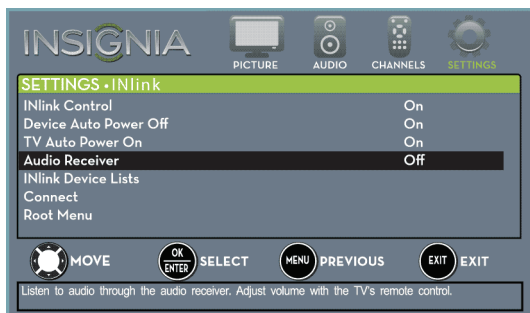 INSIGNIA
PICTURE AUDIO CHANNELS SETTINGS
SETTINGS • INlink
INlink Control On
Device Auto Power Off On
TV Auto Power On On
Audio Receiver Off
INlink Device Lists
Connect
Root Menu
MOVE OK ENTER SELECT MENU PREVIOUS EXIT EXIT
Listen to audio through the audio receiver. Adjust volume with the TV's remote control.